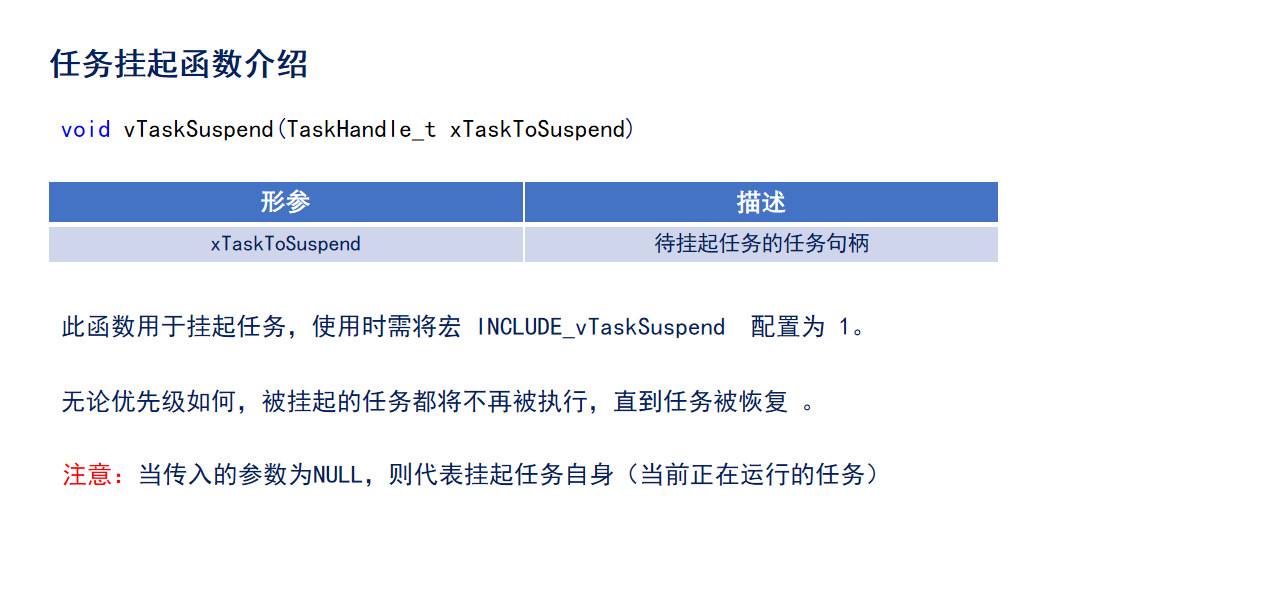 任务挂起函数介绍
void vTaskSuspend(TaskHandle_t xTaskToSuspend)
形参 描述
xTaskToSuspend 待挂起任务的任务句柄
此函数用于挂起任务，使用时需将宏 INCLUDE_vTaskSuspend 配置为 1。
无论优先级如何，被挂起的任务都将不再被执行，直到任务被恢复 。
注意：当传入的参数为NULL，则代表挂起任务自身（当前正在运行的任务）